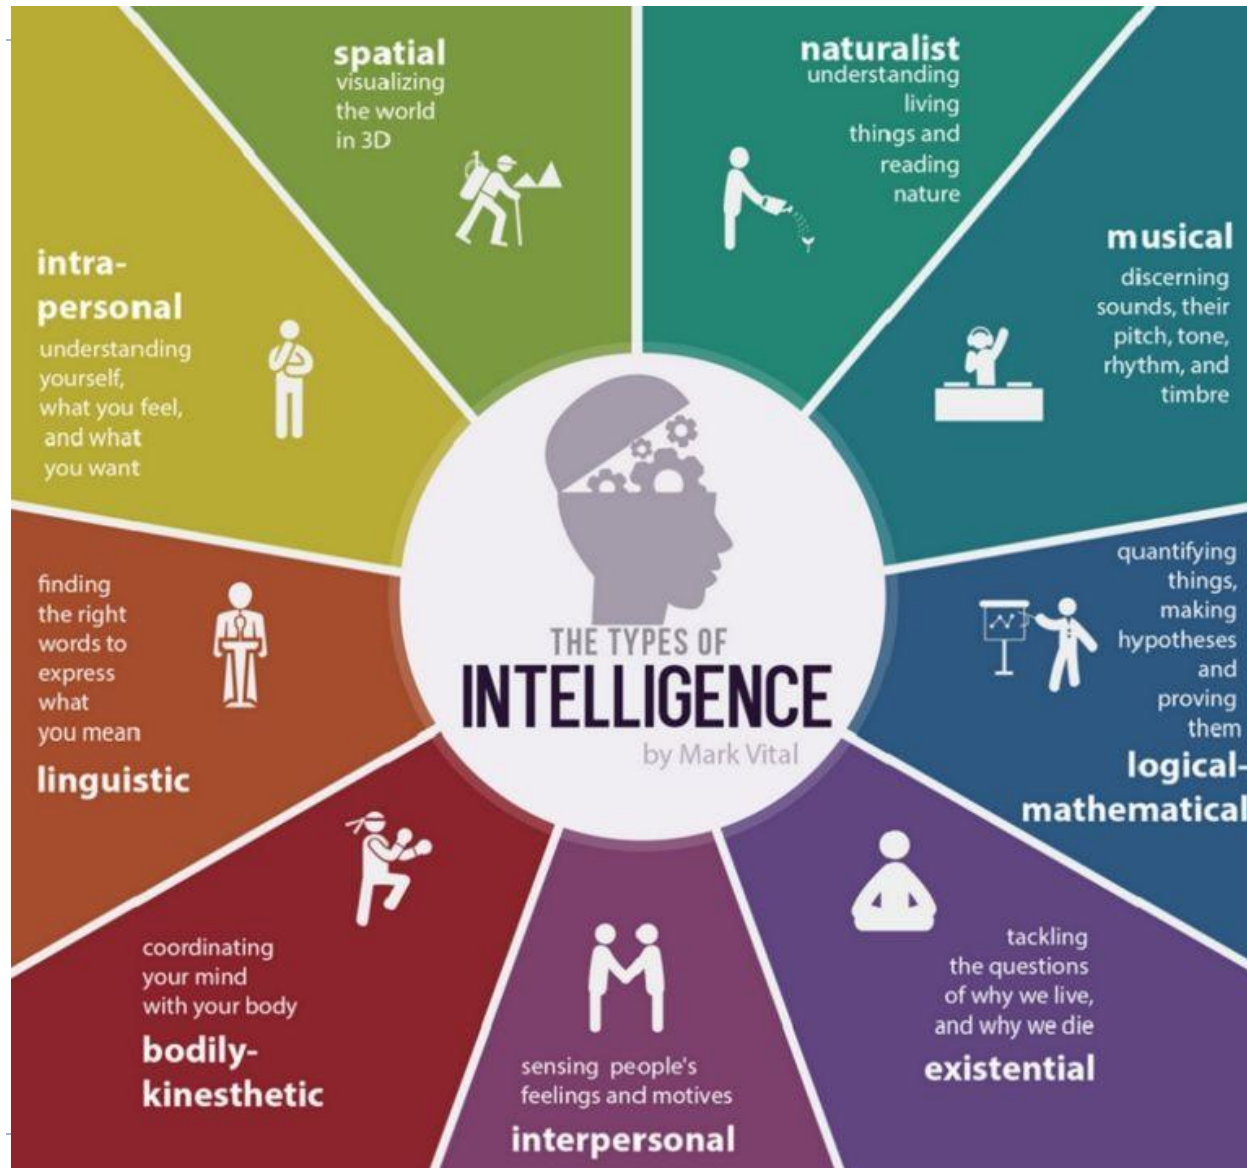 spatial
visualizing
the world
in 3D
naturalist
understanding
living
things and
reading
nature
musical
discerning
sounds, their
pitch, tone,
rhythm, and
timbre
quantifying
things,
making
hypotheses
and
proving
them
logical-
mathematical
tackling
the questions
of why we live,
and why we die
existential
sensing people's
feelings and motives
interpersonal
coordinating
your mind
with your body
bodily-
kinesthetic
finding
the right
words to
express
what
you mean
linguistic
intra-
personal
understanding
yourself,
what you feel,
and what
you want
THE TYPES OF
INTELLIGENCE
by Mark Vital